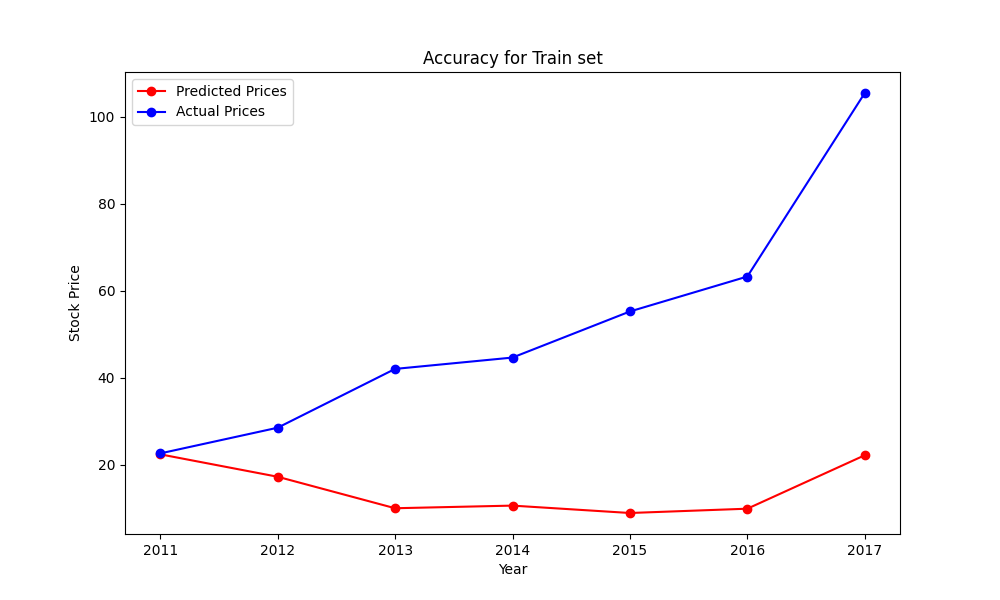 Accuracy for Train set
Predicted Prices
Actual Prices
100
80
60
40
20
Stock Price
2011 2012 2013 2014 2015 2016 2017
Year